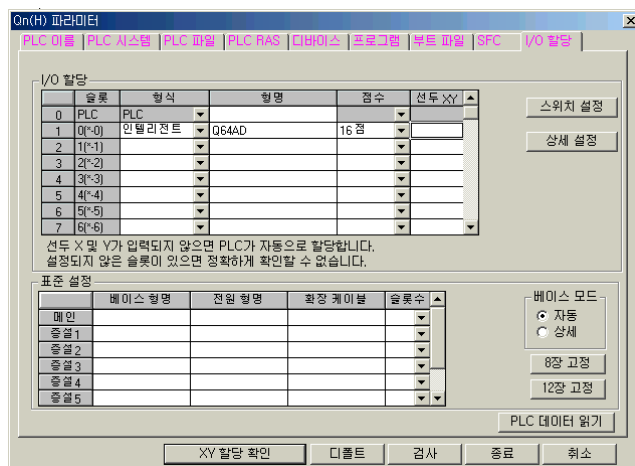 Qn(H) 파라미터
PLC 이름 PLC 시스템 PLC 파일 PLC RAS 디바이스 프로그램 부트 파일 SFC I/O 할당
I/O 할당
슬롯 형식 형명 점수 선두 XY
0 PLC PLC
1 0(*-0) 인텔리전트 Q64AD 16점
2 1(*-1)
3 2(*-2)
4 3(*-3)
5 4(*-4)
6 5(*-5)
7 6(*-6)
스위치 설정
상세 설정
선두 X 및 Y가 입력되지 않으면 PLC가 자동으로 할당합니다.
설정되지 않은 슬롯이 있으면 정확하게 확인할 수 없습니다.
표준 설정
베이스 형명 전원 형명 확장 케이블 슬롯수
메인
증설1
증설2
증설3
증설4
증설5
베이스 모드
자동
상세
8장 고정
12장 고정
PLC 데이터 읽기
XY 할당 확인 디폴트 검사 종료 취소